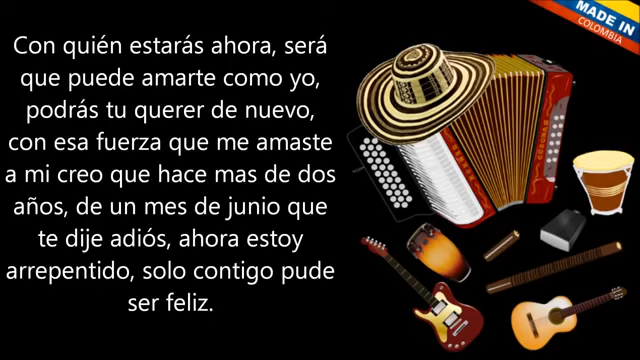 Con quién estarás ahora, será
que puede amarte como yo,
podrás tu querer de nuevo,
con esa fuerza que me amaste
a mi creo que hace mas de dos
años, de un mes de junio que
te dije adiós, ahora estoy
arrepentido, solo contigo pude
ser feliz.
MADE IN
COLOMBIA